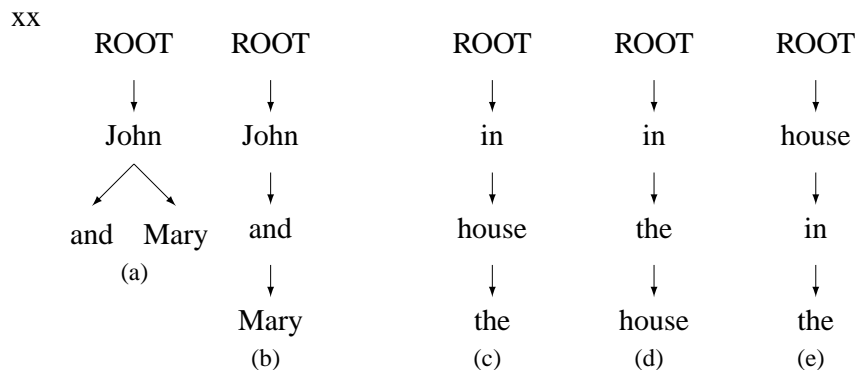 xx
ROOT ROOT ROOT ROOT ROOT
John John in in house
and Mary and house the in
(a)
Mary the house the
(b) (c) (d) (e)